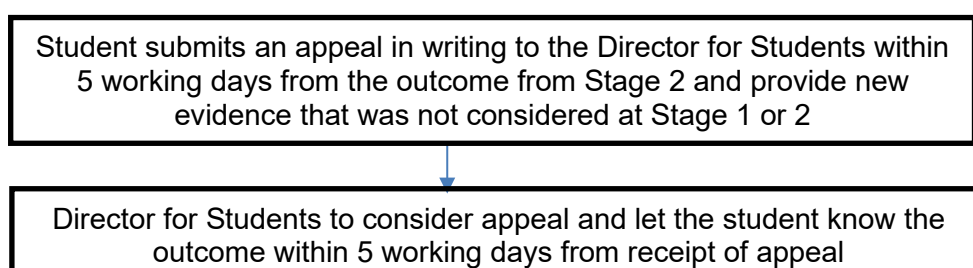 Student submits an appeal in writing to the Director for Students within
5 working days from the outcome from Stage 2 and provide new
evidence that was not considered at Stage 1 or 2
Director for Students to consider appeal and let the student know the
outcome within 5 working days from receipt of appeal